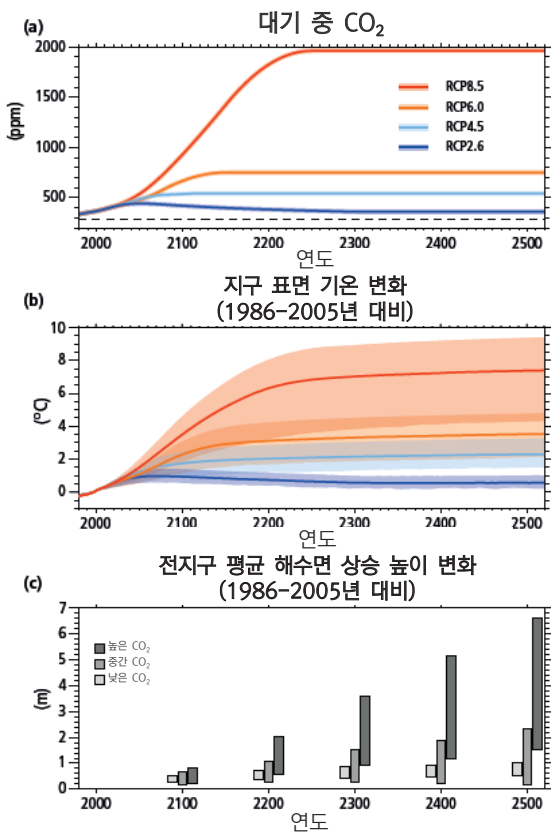 (a)
대기 중 CO₂
2000
1500
1000
500
(ppm)
RCP8.5
RCP6.0
RCP4.5
RCP2.6
2000 2100 2200 2300 2400 2500
연도
(b)
지구 표면 기온 변화
(1986-2005년 대비)
10
8
6
4
2
0
(°C)
2000 2100 2200 2300 2400 2500
연도
(c)
전지구 평균 해수면 상승 높이 변화
(1986-2005년 대비)
7
6
5
4
3
2
1
0
(m)
높은 CO₂
중간 CO₂
낮은 CO₂
2000 2100 2200 2300 2400 2500
연도